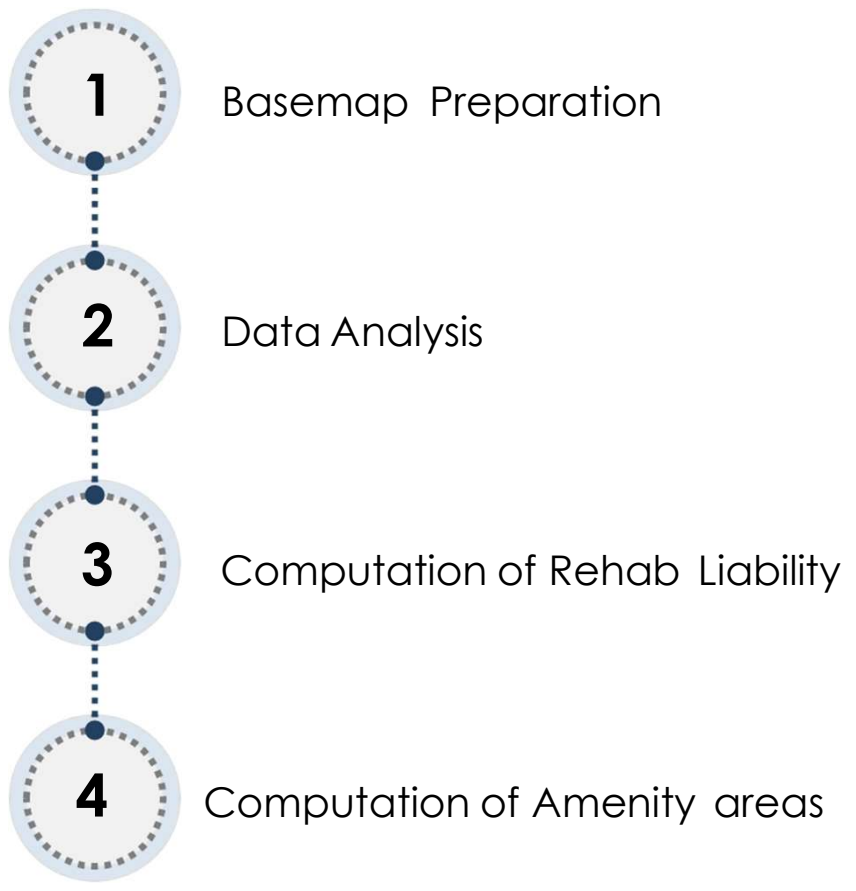 1
Basemap Preparation
2
Data Analysis
3
Computation of Rehab Liability
4
Computation of Amenity areas